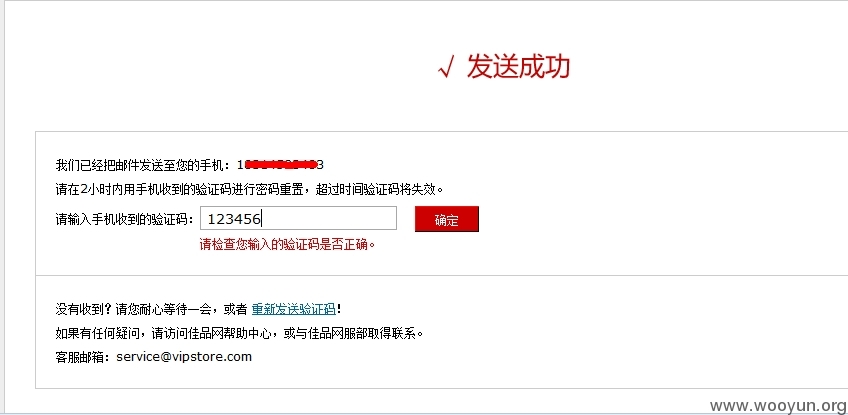 √ 发送成功
我们已经把邮件发送至您的手机：1 3
请在2小时内用手机收到的验证码进行密码重置，超过时间验证码将失效。
请输入手机收到的验证码： 123456 确定
请检查您输入的验证码是否正确。
没有收到？请您耐心等待一会，或者 重新发送验证码！
如果有任何疑问，请访问佳品网帮助中心，或与佳品网服部取得联系。
客服邮箱：service@vipstore.com
www.wooyun.org